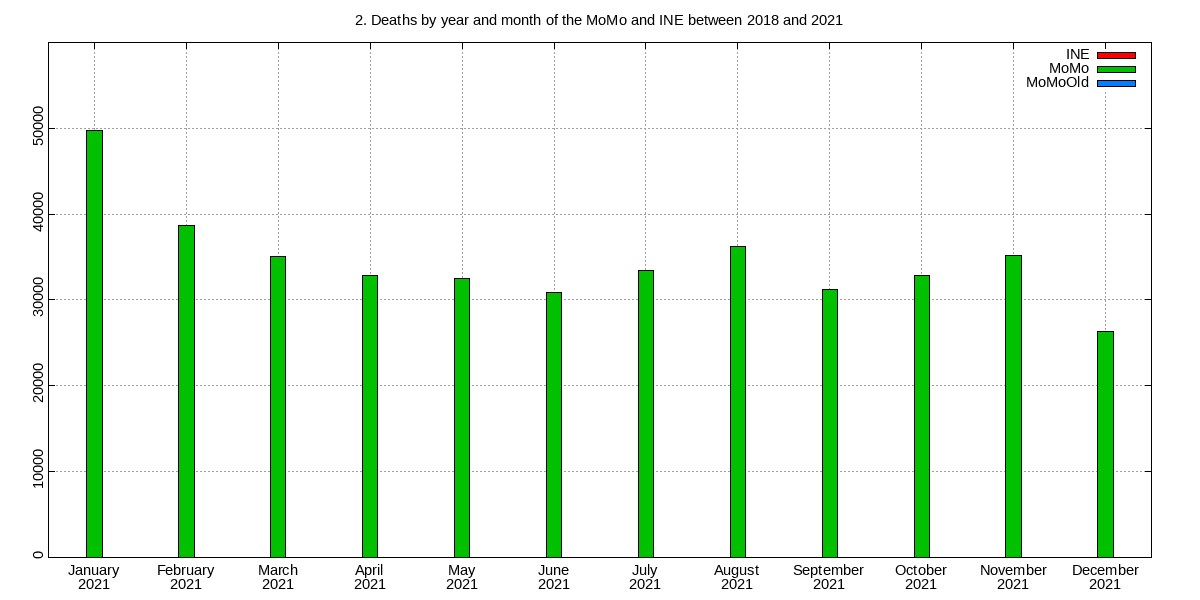 2. Deaths by year and month of the MoMo and INE between 2018 and 2021
INE
MoMo
MoMoOld
50000
40000
30000
20000
10000
0
January February March April May June July August September October November December
2021 2021 2021 2021 2021 2021 2021 2021 2021 2021 2021 2021